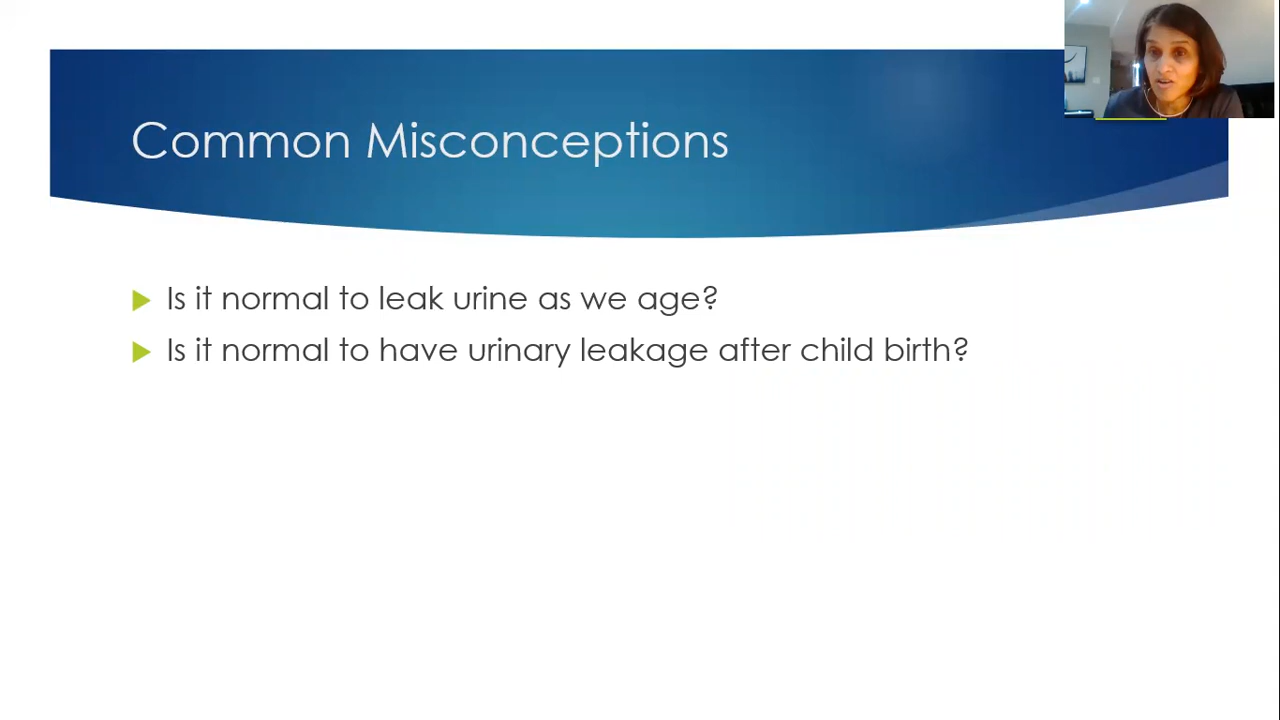 Common Misconceptions
Is it normal to leak urine as we age?
Is it normal to have urinary leakage after child birth?